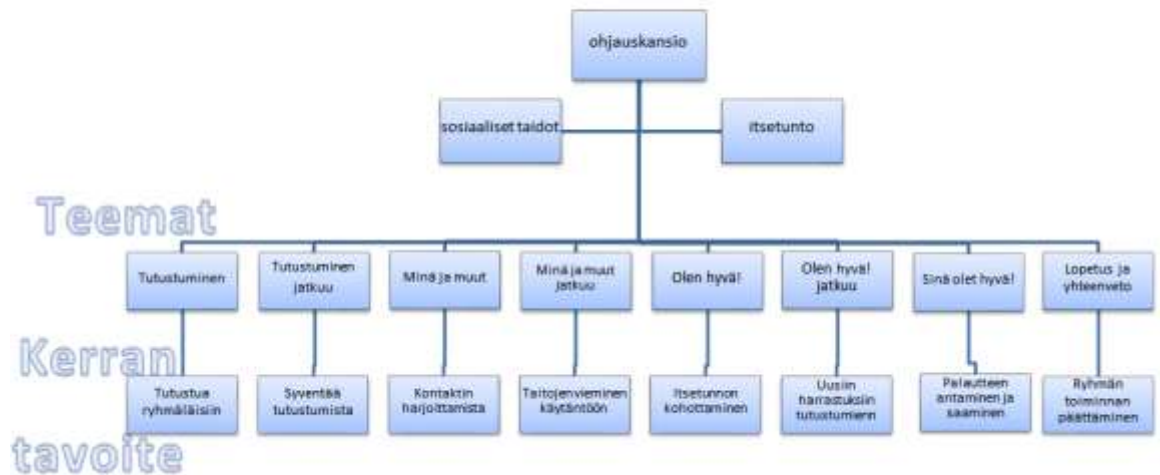 ohjauskansio
sosiaaliset taidot
itsetunto
Teemat
Tutustuminen
Tutustuminen
jatkuu
Minä ja muut
Minä ja muut
jatkuu
Olen hyvä!
Olen hyvä!
jatkuu
Sinä olet hyvä!
Lopetus ja
yhteenveto
Kerran
tavoite
Tutustua
ryhmäläisiin
Syventää
tutustumista
Kontaktin
harjoittamista
Taitojenvieminen
käytäntöön
Itsetunnon
kohottaminen
Uusiin
harrastuksiin
tutustumienn
Palautteen
antaminen ja
saaminen
Ryhmän
toiminnan
päättäminen